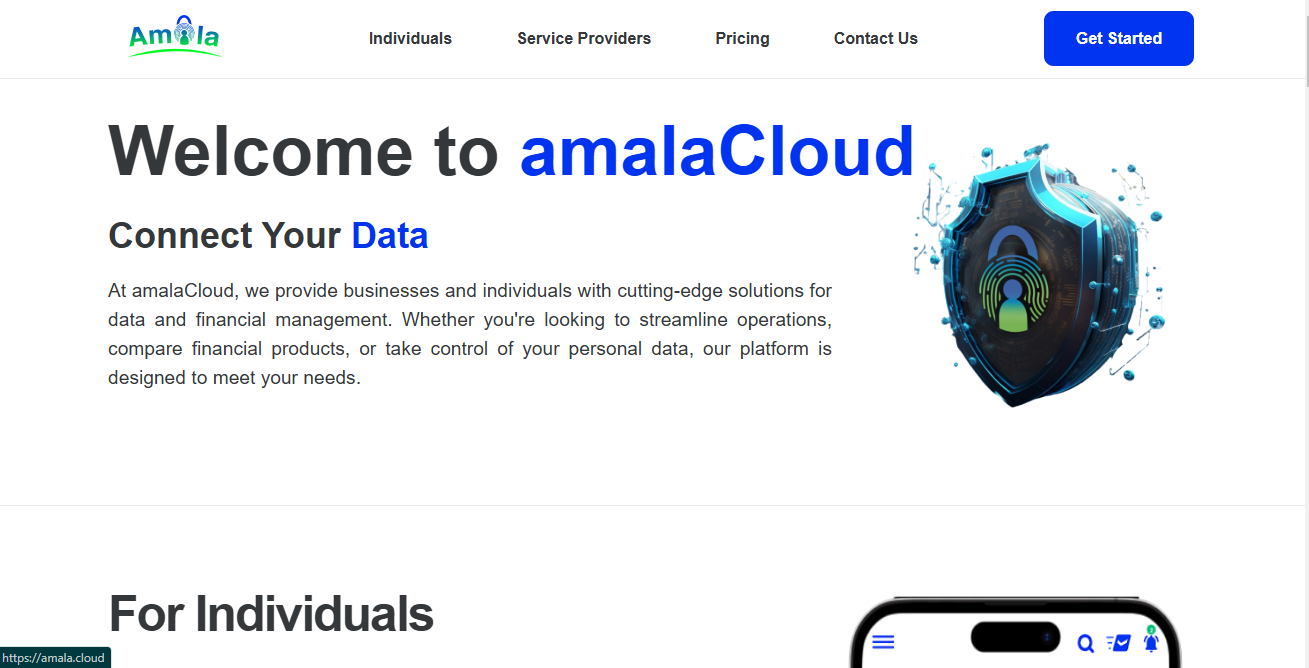 Amala
Individuals
Service Providers
Pricing
Contact Us
Get Started
Welcome to amalaCloud
Connect Your Data
At amalaCloud, we provide businesses and individuals with cutting-edge solutions for
data and financial management. Whether you're looking to streamline operations,
compare financial products, or take control of your personal data, our platform is
designed to meet your needs.
For Individuals
https://amala.cloud